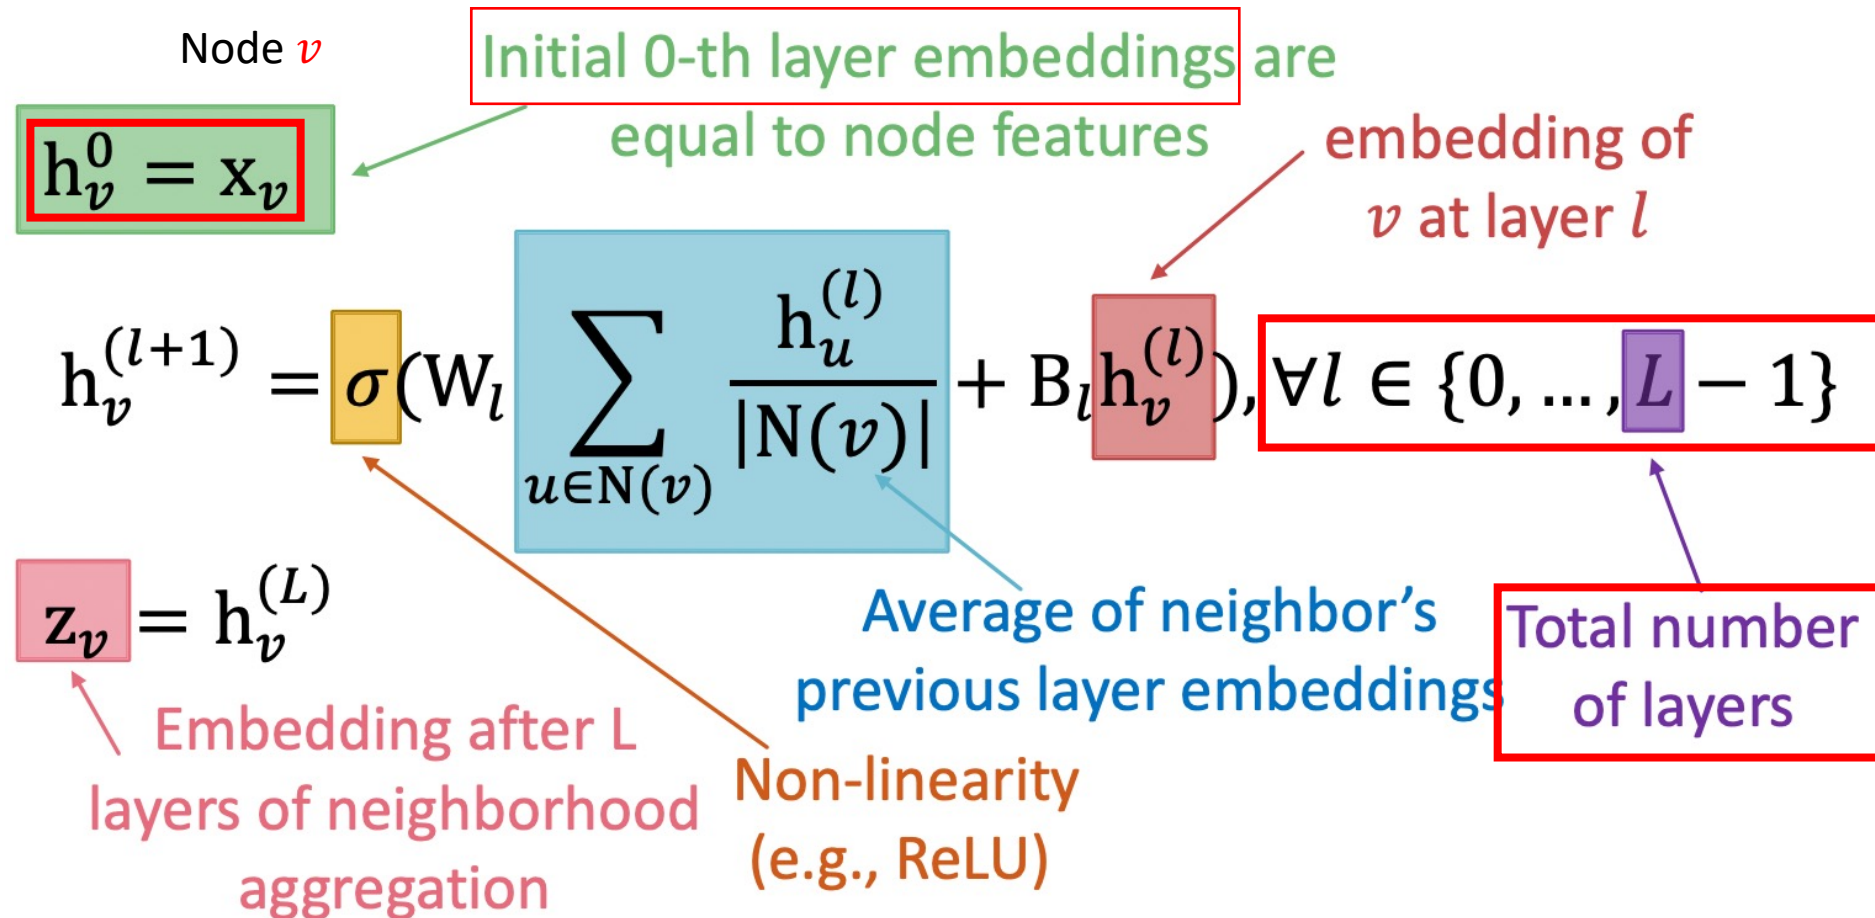 Node v
Initial 0-th layer embeddings are
equal to node features
h_v^0 = x_v
embedding of
v at layer l
h_v^{(l+1)} = σ(W_l ∑_{u∈N(v)} h_u^{(l)} / |N(v)| + B_l h_v^{(l)}), ∀l ∈ {0, …, L − 1}
z_v = h_v^{(L)}
Average of neighbor’s
previous layer embeddings
Total number
of layers
Embedding after L
layers of neighborhood
aggregation
Non-linearity
(e.g., ReLU)